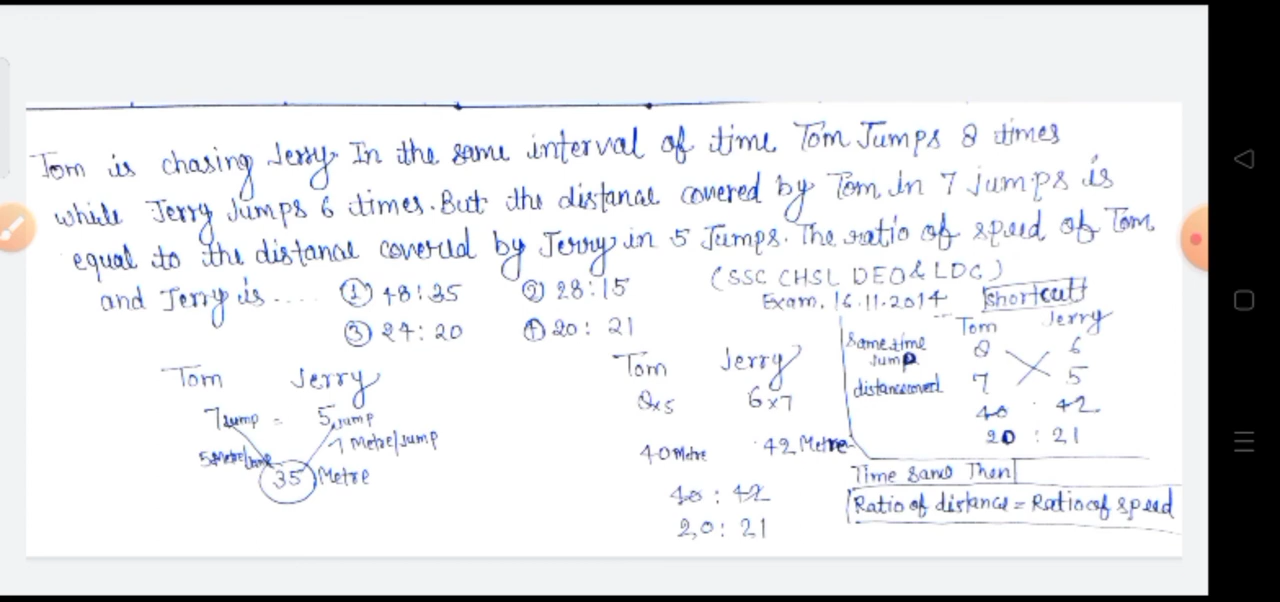 Tom is chasing Jerry. In the same interval of time Tom Jumps 8 times
while Jerry Jumps 6 times. But the distance covered by Tom in 7 jumps is
equal to the distance covered by Jerry in 5 Jumps. The ratio of speed of Tom
and Jerry is .... ① 48:35 ② 28:15 (SSC CHSL DEO & LDC)
③ 24:20 ④ 20:21 Exam. 16.11.2014
shortcutt
Tom Jerry
Same time Jump 8 6
distance covered 7 5
40 : 42
20 : 21
Tom Jerry
7 Jump = 5 Jump
5 Metre/Jump 7 Metre/Jump
35 Metre
Tom Jerry
8x5 6x7
40 Metre 42 Metre
40 : 42
20 : 21
Time Same Then
Ratio of distance = Ratio of speed